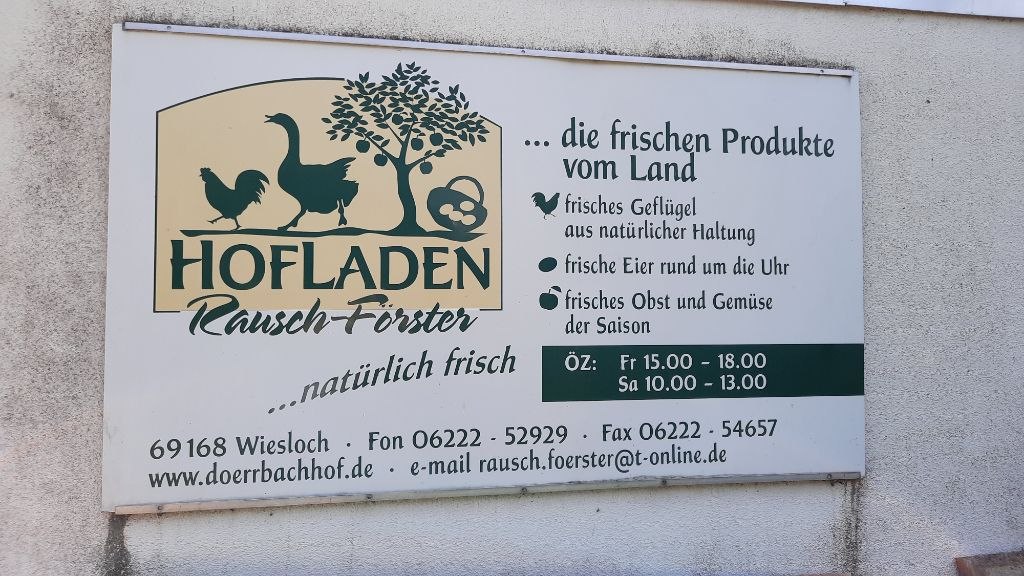 HOFLADEN
Rausch-Förster
...natürlich frisch
... die frischen Produkte
vom Land
frisches Geflügel
aus natürlicher Haltung
frische Eier rund um die Uhr
frisches Obst und Gemüse
der Saison
ÖZ: Fr 15.00 – 18.00
Sa 10.00 – 13.00
69168 Wiesloch · Fon 06222 - 52929 · Fax 06222 - 54657
www.doerrbachhof.de · e-mail rausch.foerster@t-online.de